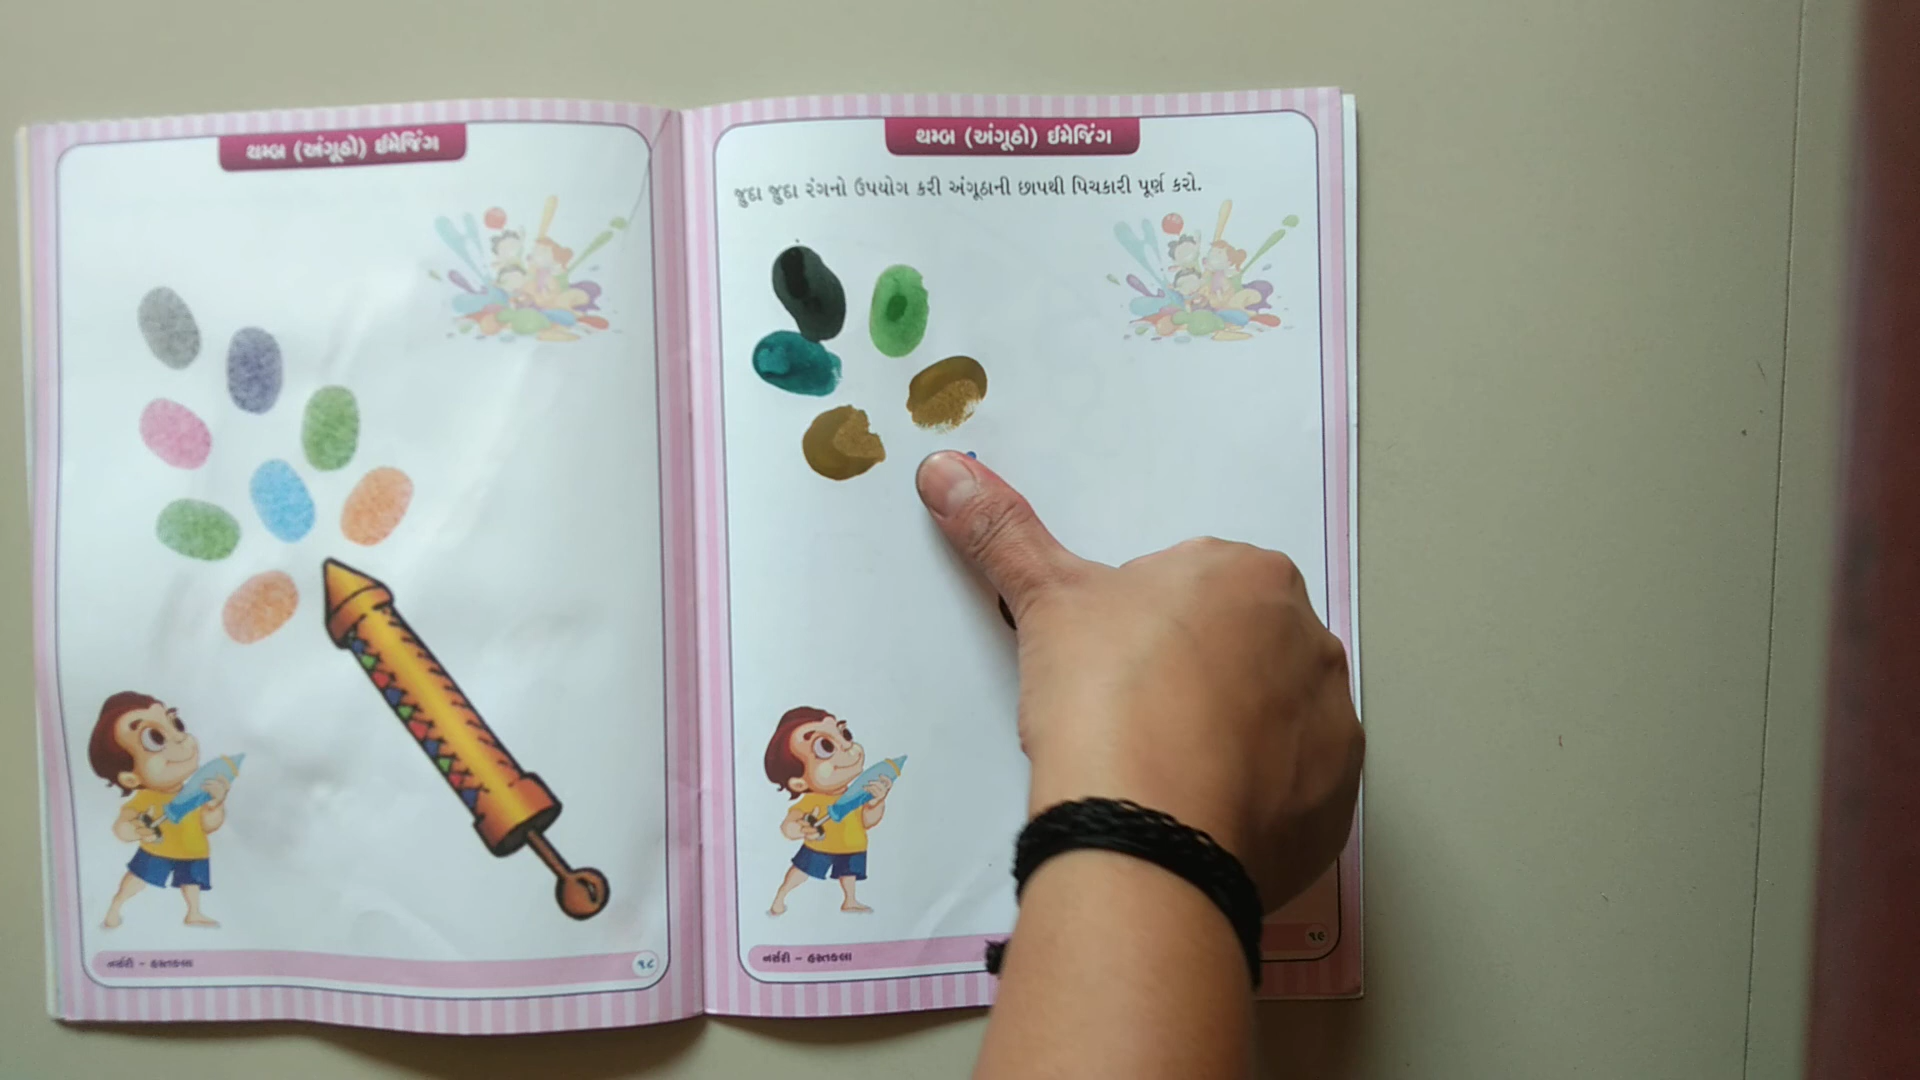 થમ્બ (અંગૂઠો) ઈમેજિંગ
નર્સરી - હસ્તકલા
૧૮
થમ્બ (અંગૂઠો) ઈમેજિંગ
જુદા જુદા રંગનો ઉપયોગ કરી અંગૂઠાની છાપથી પિચકારી પૂર્ણ કરો.
નર્સરી - હસ્તકલા
૧૯